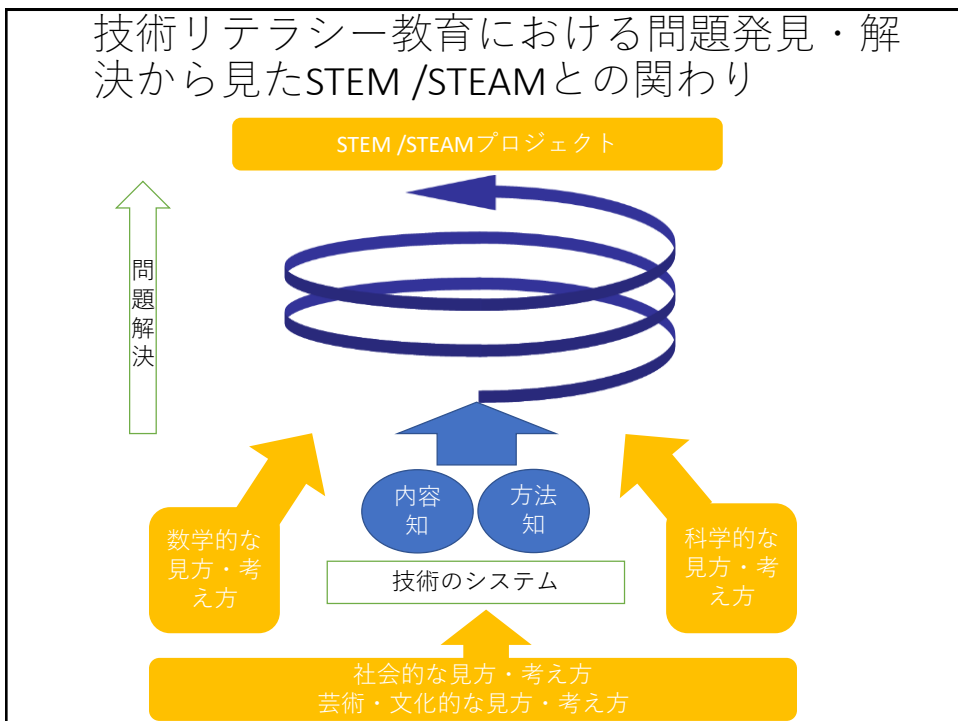 技術リテラシー教育における問題発見・解
決から見たSTEM /STEAMとの関わり
STEM /STEAMプロジェクト
問題解決
内容
知
方法
知
数学的な
見方・考
え方
科学的な
見方・考
え方
技術のシステム
社会的な見方・考え方
芸術・文化的な見方・考え方